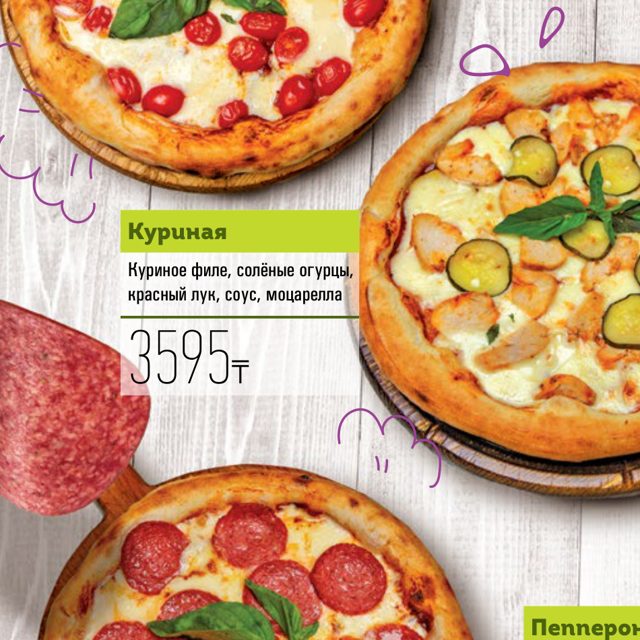 Куриная
Куриное филе, солёные огурцы,
красный лук, соус, моцарелла
3595₸